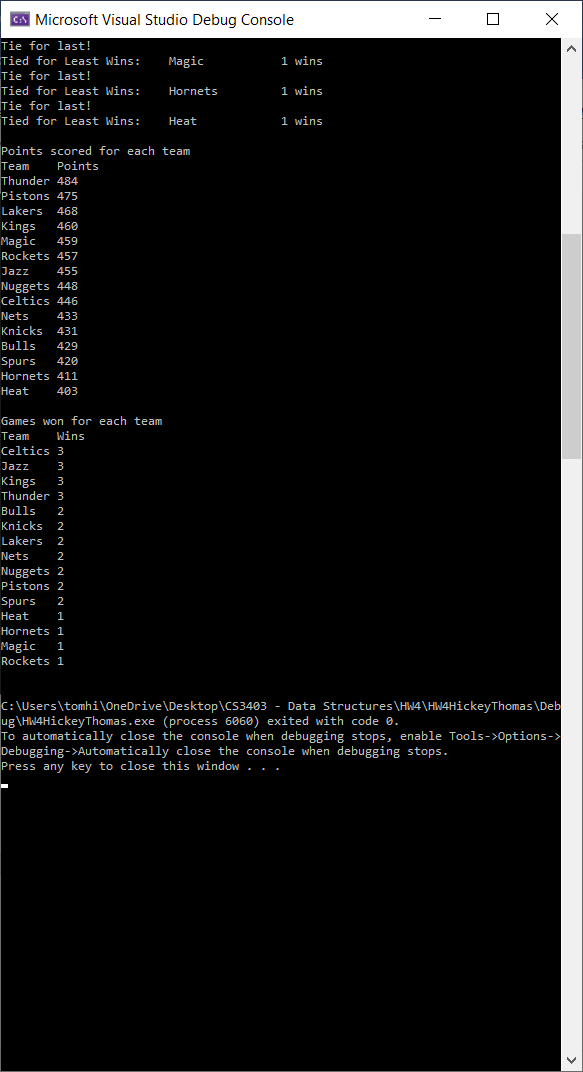 Microsoft Visual Studio Debug Console
Tie for last!
Tied for Least Wins:    Magic           1 wins
Tie for last!
Tied for Least Wins:    Hornets         1 wins
Tie for last!
Tied for Least Wins:    Heat            1 wins

Points scored for each team
Team    Points
Thunder 484
Pistons 475
Lakers  468
Kings   460
Magic   459
Rockets 457
Jazz    455
Nuggets 448
Celtics 446
Nets    433
Knicks  431
Bulls   429
Spurs   420
Hornets 411
Heat    403

Games won for each team
Team    Wins
Celtics 3
Jazz    3
Kings   3
Thunder 3
Bulls   2
Knicks  2
Lakers  2
Nets    2
Nuggets 2
Pistons 2
Spurs   2
Heat    1
Hornets 1
Magic   1
Rockets 1

C:\Users\tomhi\OneDrive\Desktop\CS3403 - Data Structures\HW4\HW4HickeyThomas\Deb
ug\HW4HickeyThomas.exe (process 6060) exited with code 0.
To automatically close the console when debugging stops, enable Tools->Options->
Debugging->Automatically close the console when debugging stops.
Press any key to close this window . . .